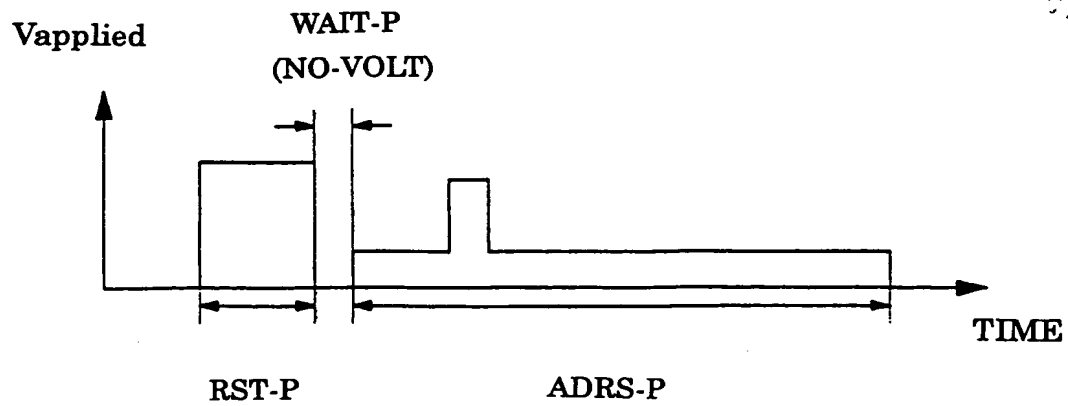 Vapplied
WAIT-P
(NO-VOLT)
TIME
RST-P
ADRS-P